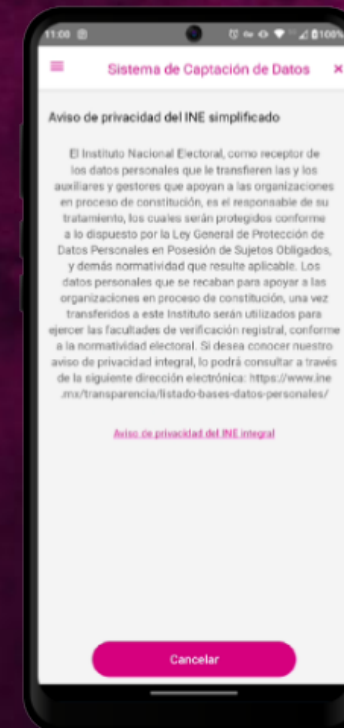 11:00 100%
Sistema de Captación de Datos ×
Aviso de privacidad del INE simplificado
El Instituto Nacional Electoral, como receptor de
los datos personales que le transfieren las y los
auxiliares y gestores que apoyan a las organizaciones
en proceso de constitución, es el responsable de su
tratamiento, los cuales serán protegidos conforme
a lo dispuesto por la Ley General de Protección de
Datos Personales en Posesión de Sujetos Obligados,
y demás normatividad que resulte aplicable. Los
datos personales que se recaban para apoyar a las
organizaciones en proceso de constitución, una vez
transferidos a este Instituto serán utilizados para
ejercer las facultades de verificación registral, conforme
a la normatividad electoral. Si desea conocer nuestro
aviso de privacidad integral, lo podrá consultar a través
de la siguiente dirección electrónica: https://www.ine
.mx/transparencia/listado-bases-datos-personales/
Aviso de privacidad del INE integral
Cancelar